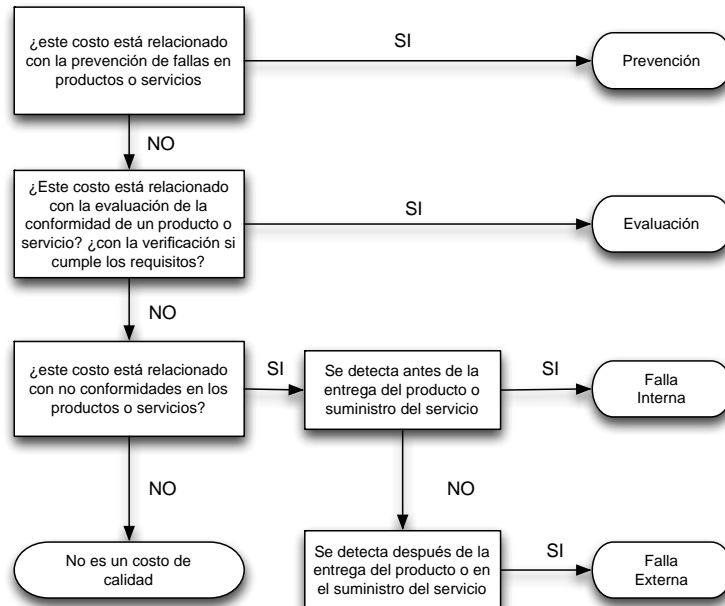 ¿este costo está relacionado
con la prevención de fallas en
productos o servicios
SI
Prevención
NO
¿Este costo está relacionado
con la evaluación de la
conformidad de un producto o
servicio? ¿con la verificación si
cumple los requisitos?
SI
Evaluación
NO
¿este costo está relacionado
con no conformidades en los
productos o servicios?
SI
Se detecta antes de la
entrega del producto o
suministro del servicio
SI
Falla
Interna
NO
NO
No es un costo de
calidad
Se detecta después de la
entrega del producto o en
el suministro del servicio
SI
Falla
Externa